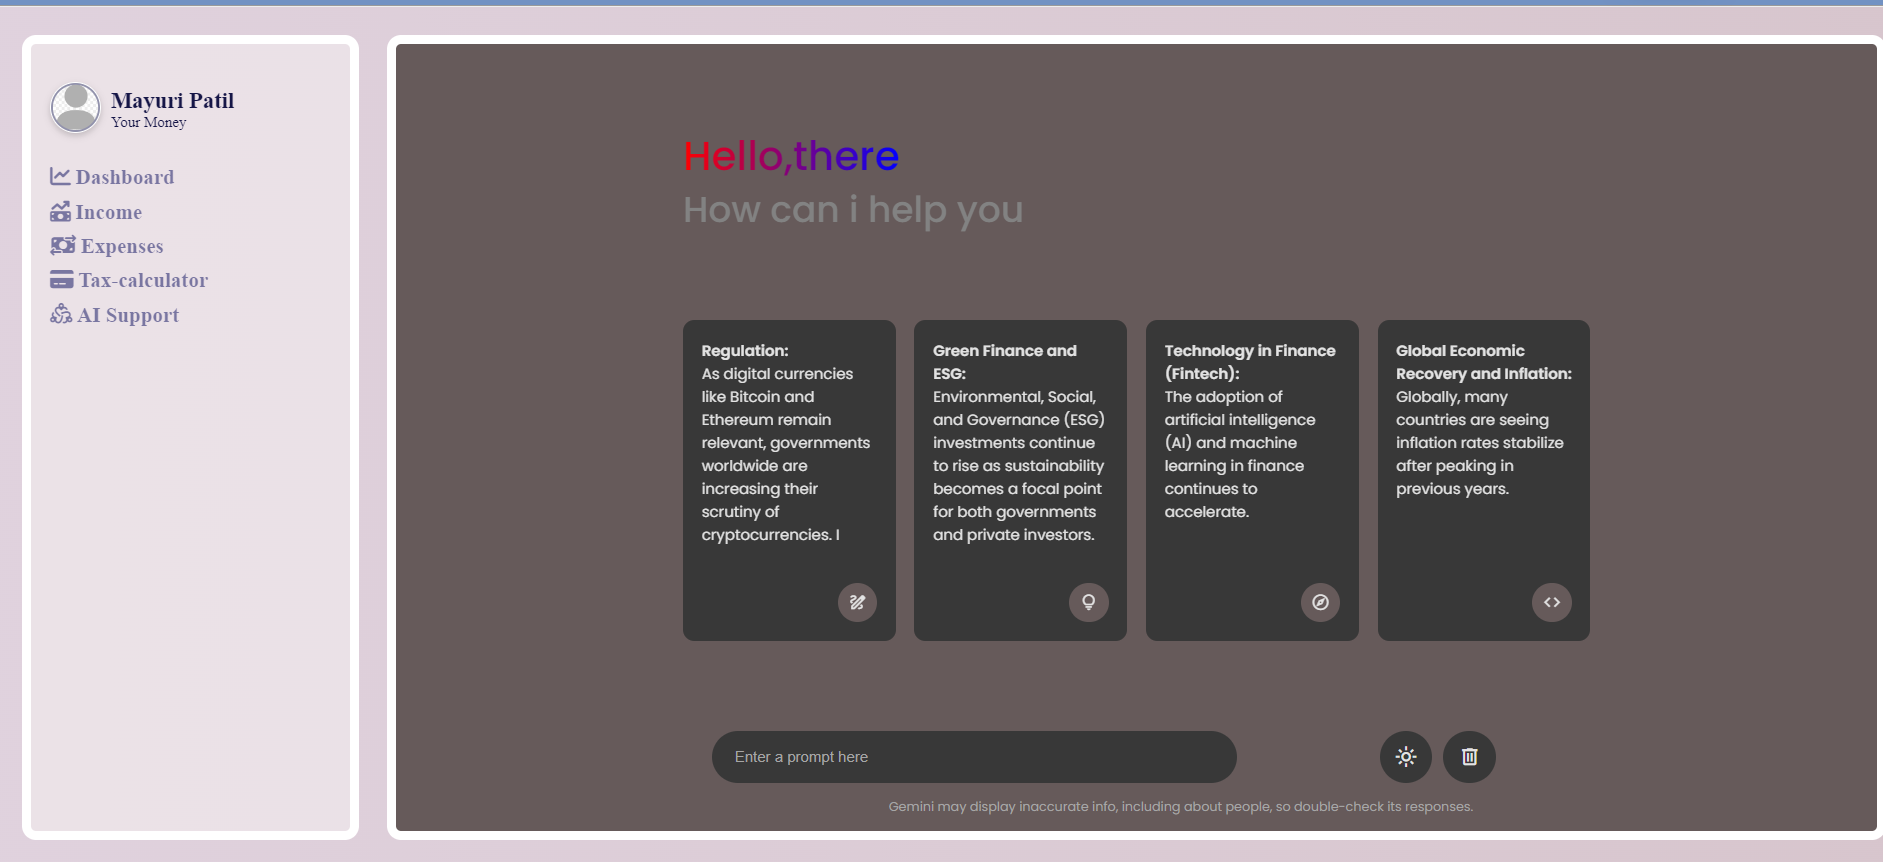 Mayuri Patil
Your Money
Dashboard
Income
Expenses
Tax-calculator
AI Support
Hello,there
How can i help you
Regulation:
As digital currencies
like Bitcoin and
Ethereum remain
relevant, governments
worldwide are
increasing their
scrutiny of
cryptocurrencies. I
Green Finance and
ESG:
Environmental, Social,
and Governance (ESG)
investments continue
to rise as sustainability
becomes a focal point
for both governments
and private investors.
Technology in Finance
(Fintech):
The adoption of
artificial intelligence
(AI) and machine
learning in finance
continues to
accelerate.
Global Economic
Recovery and Inflation:
Globally, many
countries are seeing
inflation rates stabilize
after peaking in
previous years.
Enter a prompt here
Gemini may display inaccurate info, including about people, so double-check its responses.